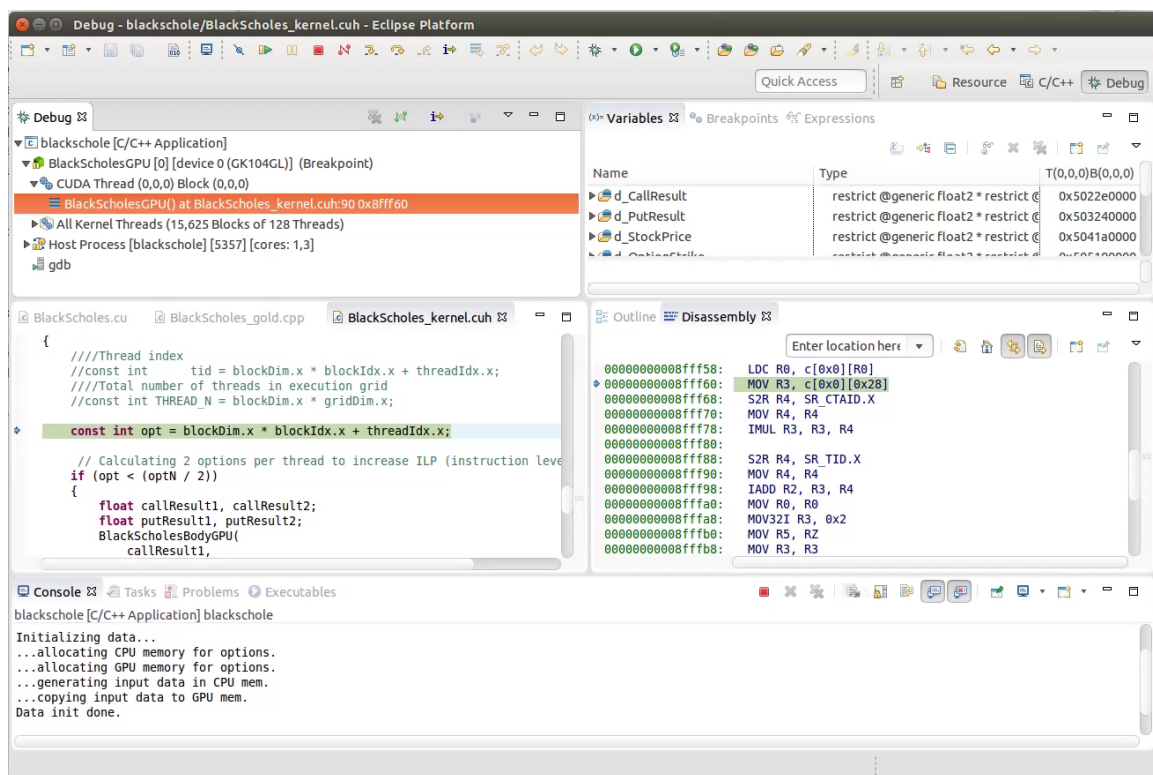 Debug - blackschole/BlackScholes_kernel.cuh - Eclipse Platform
Quick Access
Resource C/C++ Debug
Debug
blackschole [C/C++ Application]
BlackScholesGPU [0] [device 0 (GK104GL)] (Breakpoint)
CUDA Thread (0,0,0) Block (0,0,0)
BlackScholesGPU() at BlackScholes_kernel.cuh:90 0x8fff60
All Kernel Threads (15,625 Blocks of 128 Threads)
Host Process [blackschole] [5357] [cores: 1,3]
gdb
(x)= Variables Breakpoints Expressions
Name Type T(0,0,0)B(0,0,0)
d_CallResult restrict @generic float2 * restrict @ 0x5022e0000
d_PutResult restrict @generic float2 * restrict @ 0x503240000
d_StockPrice restrict @generic float2 * restrict @ 0x5041a0000
d_OptionStrike restrict @generic float2 * restrict @ 0x505100000
BlackScholes.cu BlackScholes_gold.cpp BlackScholes_kernel.cuh
{
////Thread index
//const int tid = blockDim.x * blockIdx.x + threadIdx.x;
////Total number of threads in execution grid
//const int THREAD_N = blockDim.x * gridDim.x;
const int opt = blockDim.x * blockIdx.x + threadIdx.x;
// Calculating 2 options per thread to increase ILP (instruction leve
if (opt < (optN / 2))
{
float callResult1, callResult2;
float putResult1, putResult2;
BlackScholesBodyGPU(
callResult1,
Outline Disassembly
Enter location here
00000000008fff58: LDC R0, c[0x0][R0]
00000000008fff60: MOV R3, c[0x0][0x28]
00000000008fff68: S2R R4, SR_CTAID.X
00000000008fff70: MOV R4, R4
00000000008fff78: IMUL R3, R3, R4
00000000008fff80:
00000000008fff88: S2R R4, SR_TID.X
00000000008fff90: MOV R4, R4
00000000008fff98: IADD R2, R3, R4
00000000008fffa0: MOV R0, R0
00000000008fffa8: MOV32I R3, 0x2
00000000008fffb0: MOV R5, RZ
00000000008fffb8: MOV R3, R3
Console Tasks Problems Executables
blackschole [C/C++ Application] blackschole
Initializing data...
...allocating CPU memory for options.
...allocating GPU memory for options.
...generating input data in CPU mem.
...copying input data to GPU mem.
Data init done.